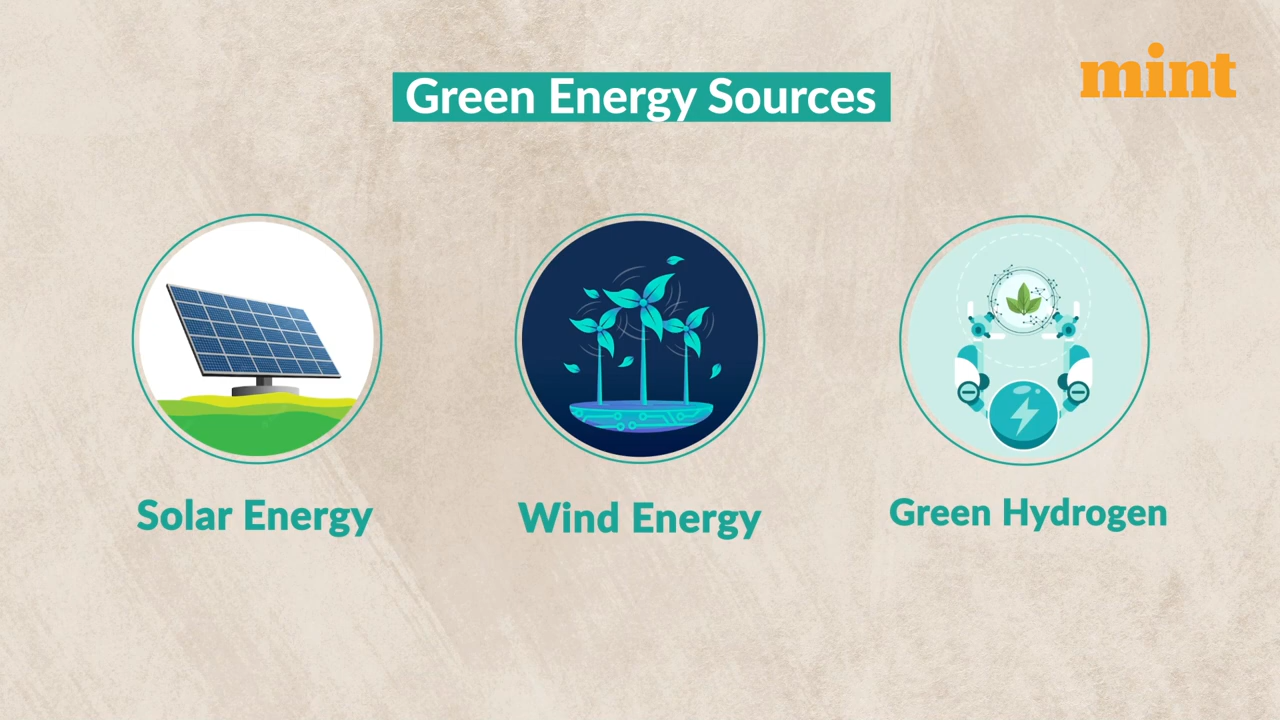 mint
Green Energy Sources
Solar Energy
Wind Energy
Green Hydrogen